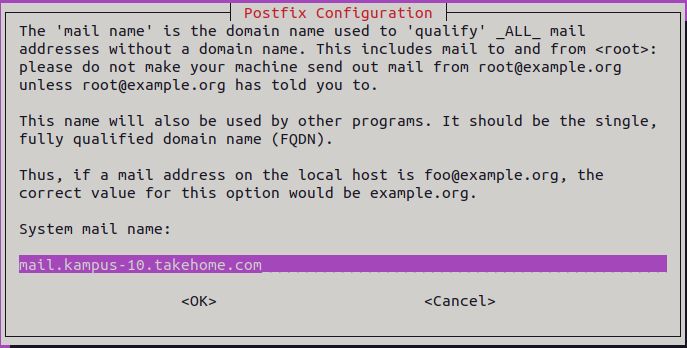 Postfix Configuration
The 'mail name' is the domain name used to 'qualify' _ALL_ mail
addresses without a domain name. This includes mail to and from <root>:
please do not make your machine send out mail from root@example.org
unless root@example.org has told you to.
This name will also be used by other programs. It should be the single,
fully qualified domain name (FQDN).
Thus, if a mail address on the local host is foo@example.org, the
correct value for this option would be example.org.
System mail name:
mail.kampus-10.takehome.com
<OK> <Cancel>